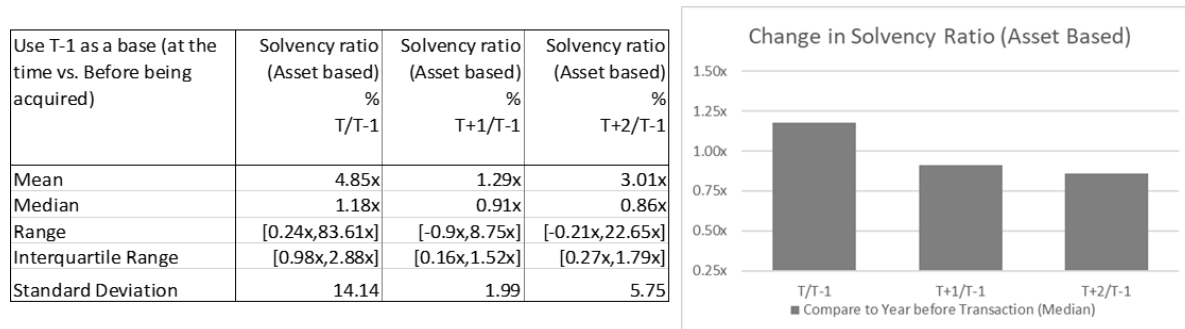 Use T-1 as a base (at the
time vs. Before being
acquired)
Solvency ratio
(Asset based)
%
T/T-1
Solvency ratio
(Asset based)
%
T+1/T-1
Solvency ratio
(Asset based)
%
T+2/T-1
Mean 4.85x 1.29x 3.01x
Median 1.18x 0.91x 0.86x
Range [0.24x,83.61x] [-0.9x,8.75x] [-0.21x,22.65x]
Interquartile Range [0.98x,2.88x] [0.16x,1.52x] [0.27x,1.79x]
Standard Deviation 14.14 1.99 5.75
Change in Solvency Ratio (Asset Based)
1.50x
1.25x
1.00x
0.75x
0.50x
0.25x
T/T-1 T+1/T-1 T+2/T-1
Compare to Year before Transaction (Median)